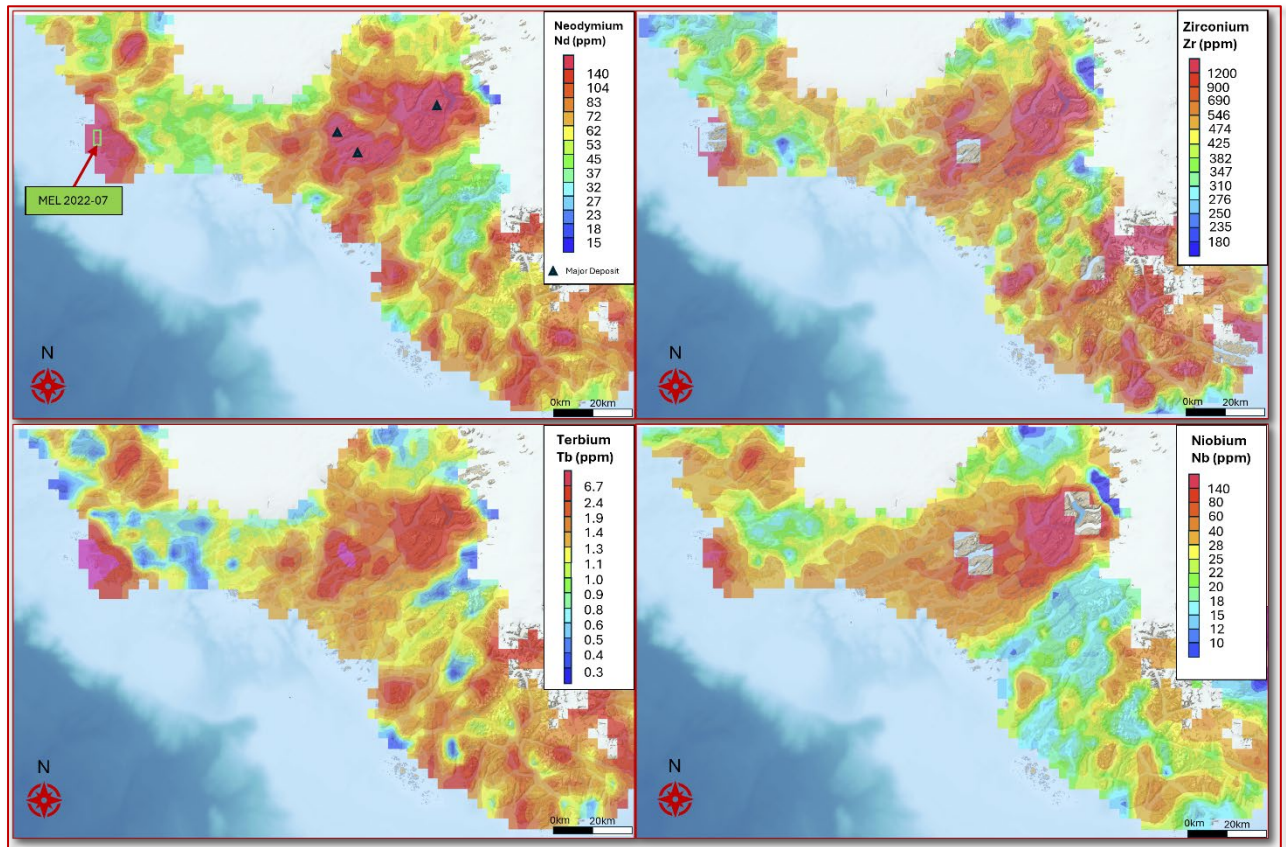 Neodymium
Nd (ppm)
140
104
83
72
62
53
45
37
32
27
23
18
15
Major Deposit
MEL 2022-07
N
0km
20km
Zirconium
Zr (ppm)
1200
900
690
546
474
425
382
347
310
276
250
235
180
N
0km
20km
Terbium
Tb (ppm)
6.7
2.4
1.9
1.4
1.3
1.1
1.0
0.9
0.8
0.6
0.5
0.4
0.3
N
0km
20km
Niobium
Nb (ppm)
140
80
60
40
28
25
22
20
18
15
12
10
N
0km
20km